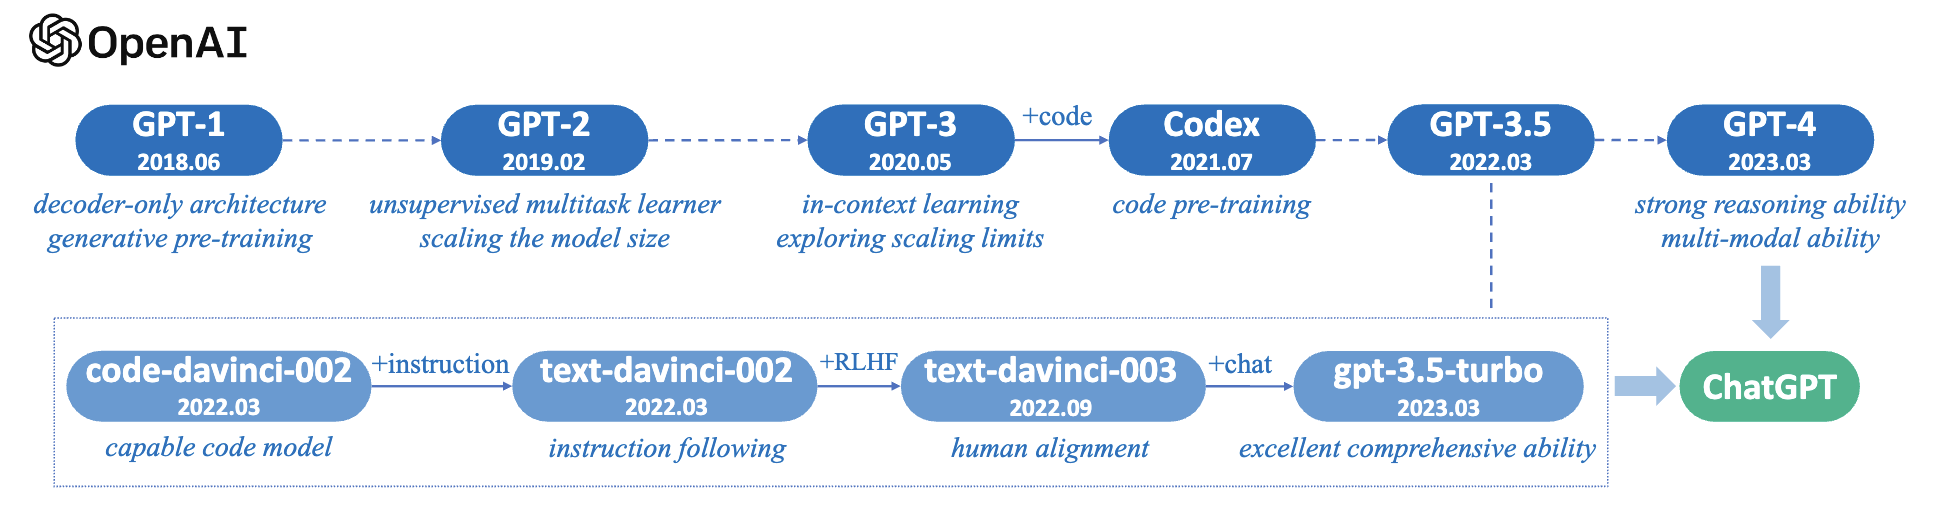 OpenAI
GPT-1
2018.06
decoder-only architecture
generative pre-training
GPT-2
2019.02
unsupervised multitask learner
scaling the model size
GPT-3
2020.05
in-context learning
exploring scaling limits
+code
Codex
2021.07
code pre-training
GPT-3.5
2022.03
GPT-4
2023.03
strong reasoning ability
multi-modal ability
code-davinci-002
2022.03
capable code model
+instruction
text-davinci-002
2022.03
instruction following
+RLHF
text-davinci-003
2022.09
human alignment
+chat
gpt-3.5-turbo
2023.03
excellent comprehensive ability
ChatGPT